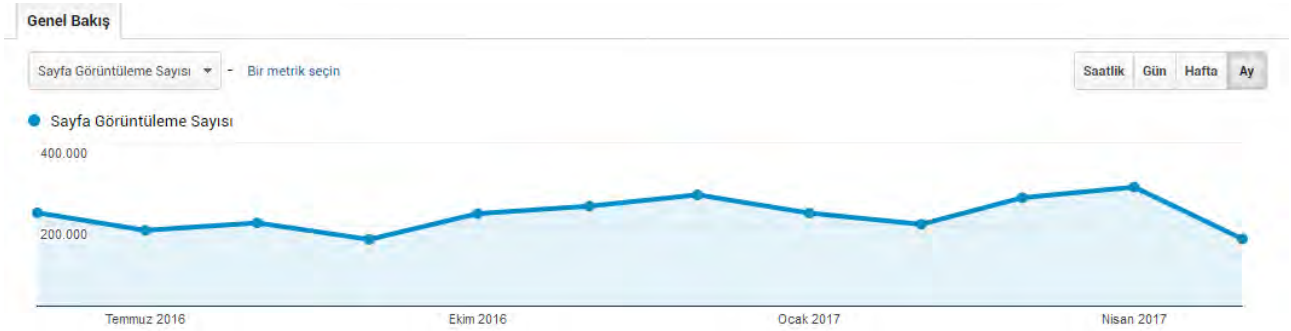 Genel Bakış
Sayfa Görüntüleme Sayısı - Bir metrik seçin Saatlik Gün Hafta Ay
Sayfa Görüntüleme Sayısı
400.000
200.000
Temmuz 2016 Ekim 2016 Ocak 2017 Nisan 2017